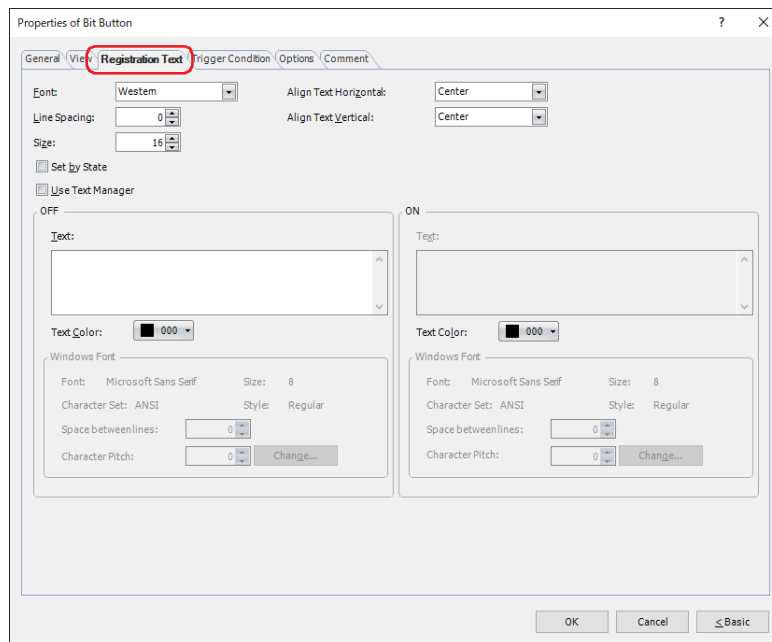 Properties of Bit Button ? ×
General View Registration Text Trigger Condition Options Comment
Font: Western Align Text Horizontal: Center
Line Spacing: 0 Align Text Vertical: Center
Size: 16
Set by State
Use Text Manager
OFF ON
Text: Text:
Text Color: 000 Text Color: 000
Windows Font Windows Font
Font: Microsoft Sans Serif Size: 8 Font: Microsoft Sans Serif Size: 8
Character Set: ANSI Style: Regular Character Set: ANSI Style: Regular
Space between lines: 0 Space between lines: 0
Character Pitch: 0 Change... Character Pitch: 0 Change...
OK Cancel < Basic